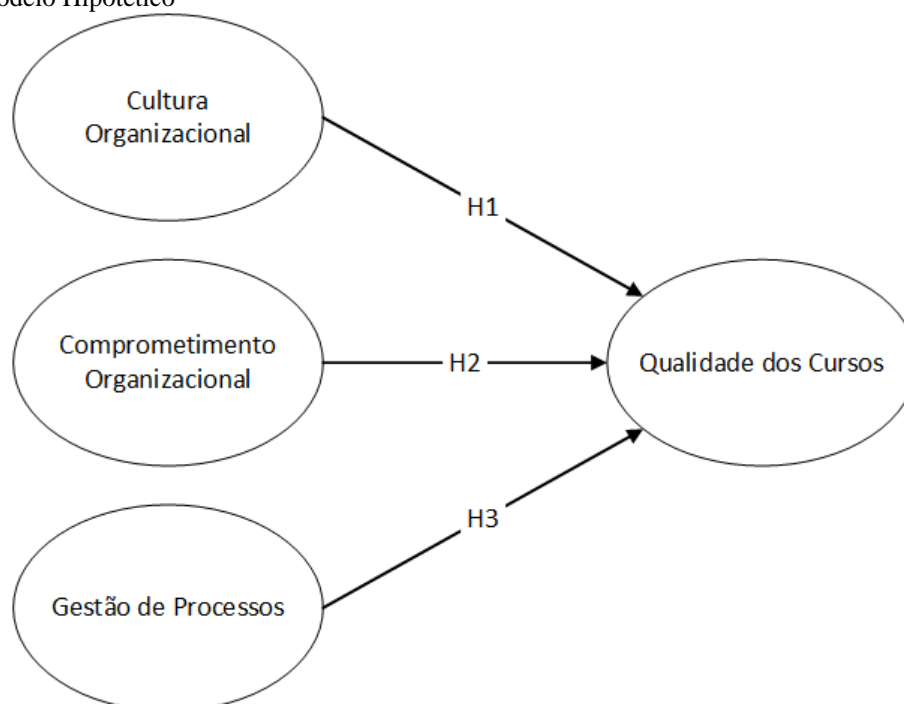 odelo Hipotético
Cultura
Organizacional
H1
Comprometimento
Organizacional
H2
Qualidade dos Cursos
H3
Gestão de Processos